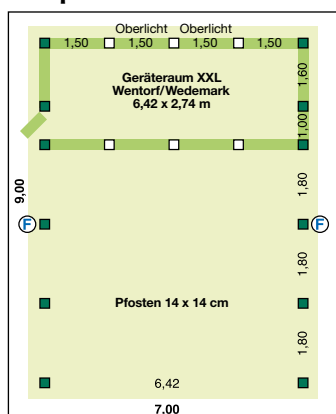 Oberlicht Oberlicht
1,50 1,50 1,50 1,50
Geräteraum XXL
Wentorf/Wedemark
6,42 x 2,74 m
1,60
1,00
1,80
9,00
F F
1,80
Pfosten 14 x 14 cm
1,80
6,42
7.00